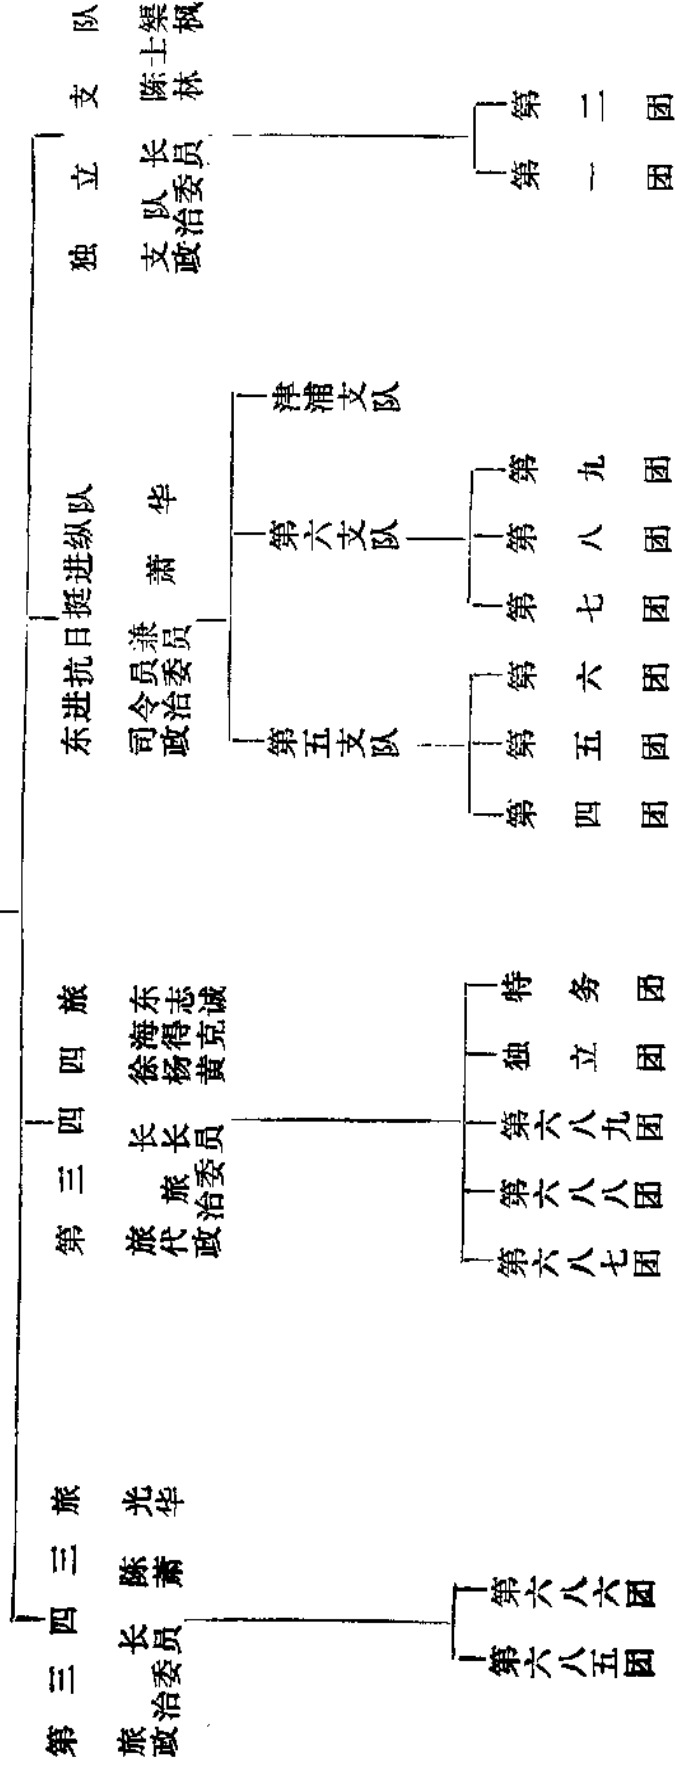 第三四三旅
旅长 陈光
政治委员 萧华
第六八五团
第六八六团
第三四四旅
旅长 徐海东
代旅长 杨得志
政治委员 黄克诚
第六八七团
第六八八团
第六八九团
独立团
特务团
东进抗日挺进纵队
司令员兼
政治委员 萧华
第五支队
第四团
第五团
第六团
第六支队
第七团
第八团
第九团
津浦支队
独立支队
支队长 陈士榘
政治委员 林枫
第一团
第二团